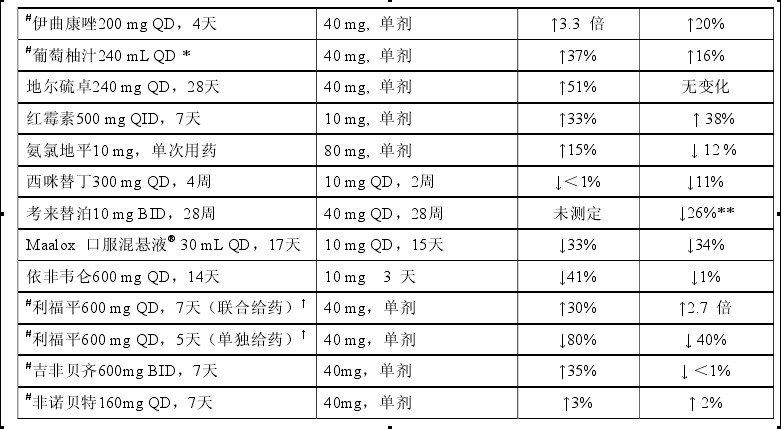 #伊曲康唑200 mg QD，4天 40 mg, 单剂 ↑3.3 倍 ↑20%
#葡萄柚汁240 mL QD * 40 mg, 单剂 ↑37% ↑16%
地尔硫卓240 mg QD，28天 40 mg, 单剂 ↑51% 无变化
红霉素500 mg QID，7天 10 mg, 单剂 ↑33% ↑ 38%
氨氯地平10 mg，单次用药 80 mg, 单剂 ↑15% ↓ 12 %
西咪替丁300 mg QD，4周 10 mg QD，2周 ↓＜1% ↓11%
考来替泊10 mg BID，28周 40 mg QD，28周 未测定 ↓26%**
Maalox 口服混悬液® 30 mL QD，17天 10 mg QD，15天 ↓33% ↓34%
依非韦仑600 mg QD，14天 10 mg 3 天 ↓41% ↓1%
#利福平600 mg QD，7天（联合给药）† 40 mg，单剂 ↑30% ↑2.7 倍
#利福平600 mg QD，5天（单独给药）† 40 mg，单剂 ↓80% ↓ 40%
#吉非贝齐600mg BID，7天 40mg，单剂 ↑35% ↓ <1%
#非诺贝特160mg QD，7天 40mg，单剂 ↑3% ↑ 2%